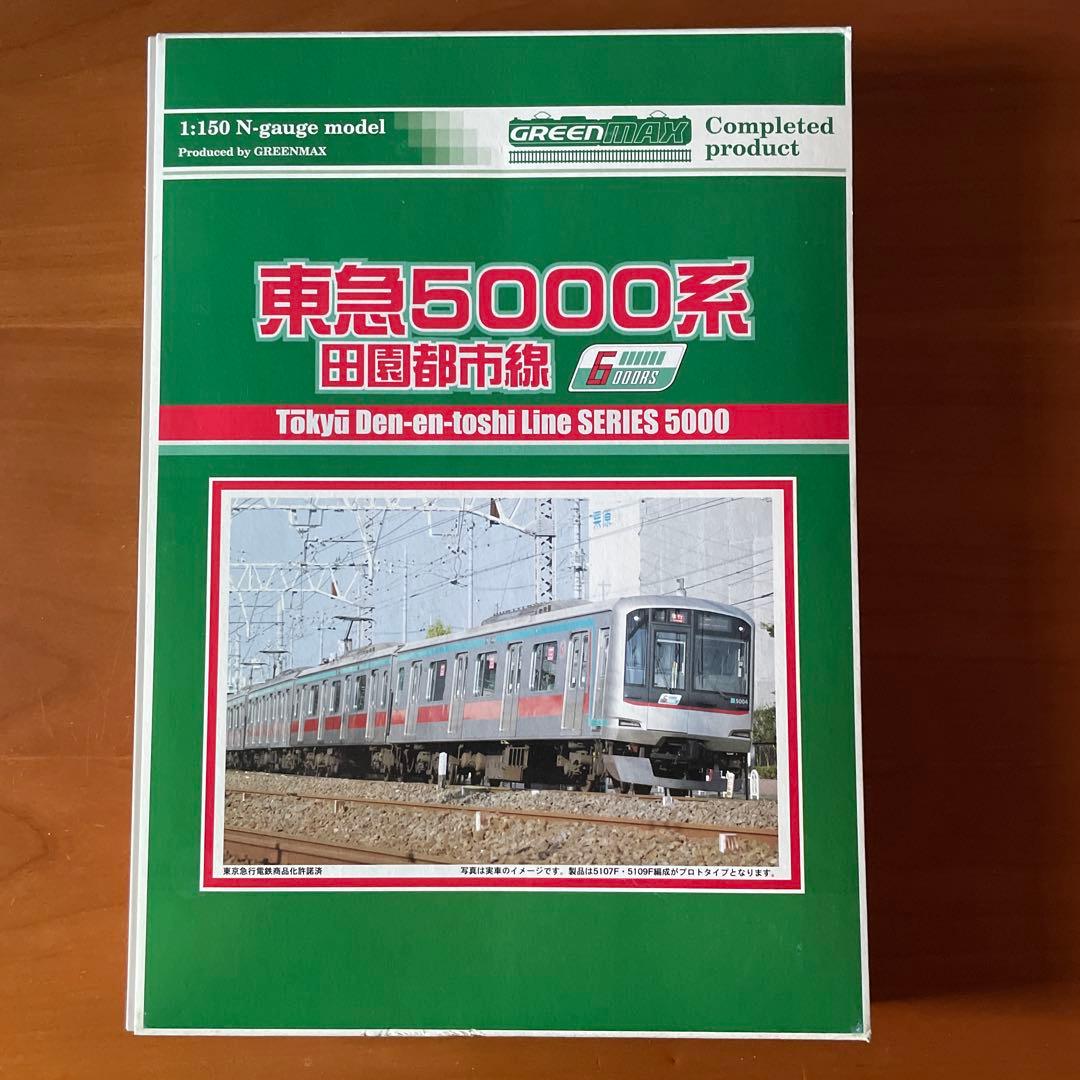 1:150 N-gauge model
Produced by GREENMAX
GREENMAX
Completed
product
東急5000系
田園都市線
6DOORS
Tōkyū Den-en-toshi Line SERIES 5000
5004
東京急行電鉄商品化許諾済
写真は実車のイメージです。製品は5107F・5109F編成がプロトタイプとなります。